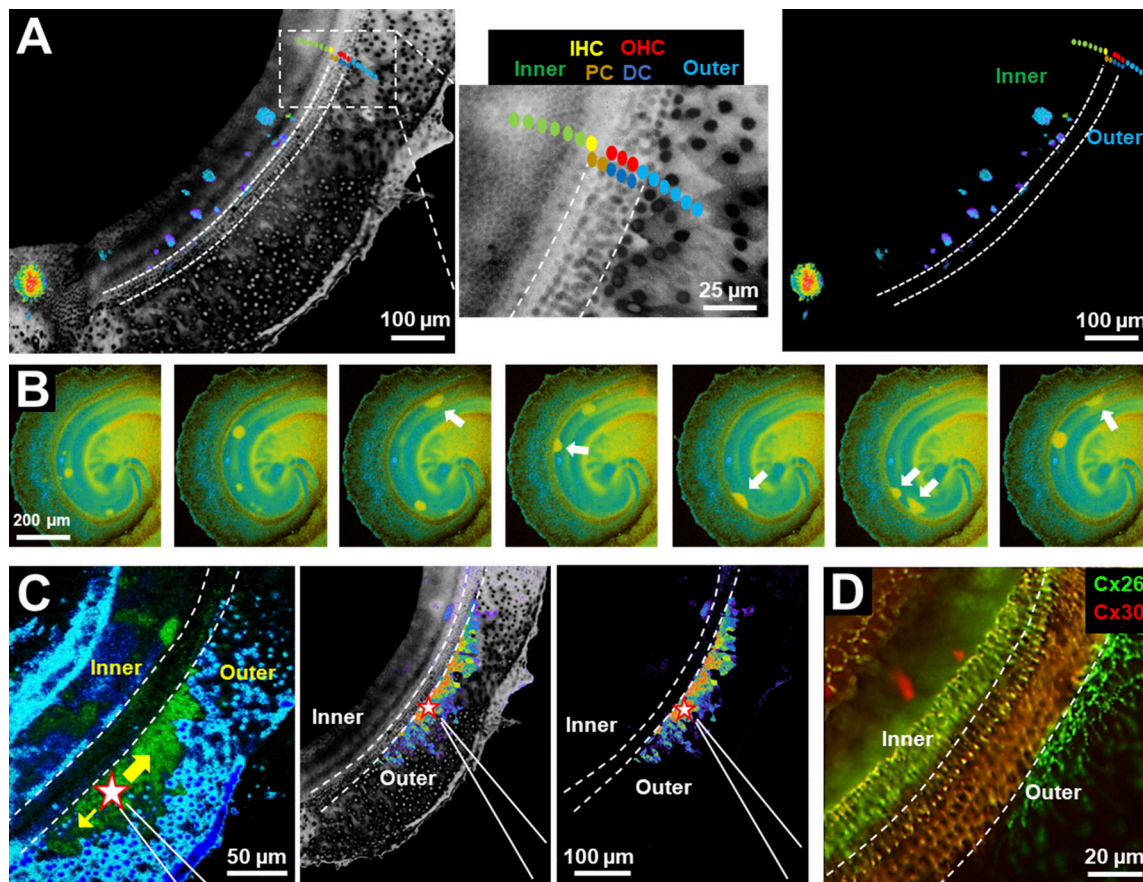 A
IHC OHC
Inner PC DC Outer
Inner
Outer
100 µm
25 µm
100 µm
B
200 µm
C
Inner
Outer
50 µm
Inner
Outer
Inner
Outer
100 µm
D
Cx26
Cx30
Inner
Outer
20 µm